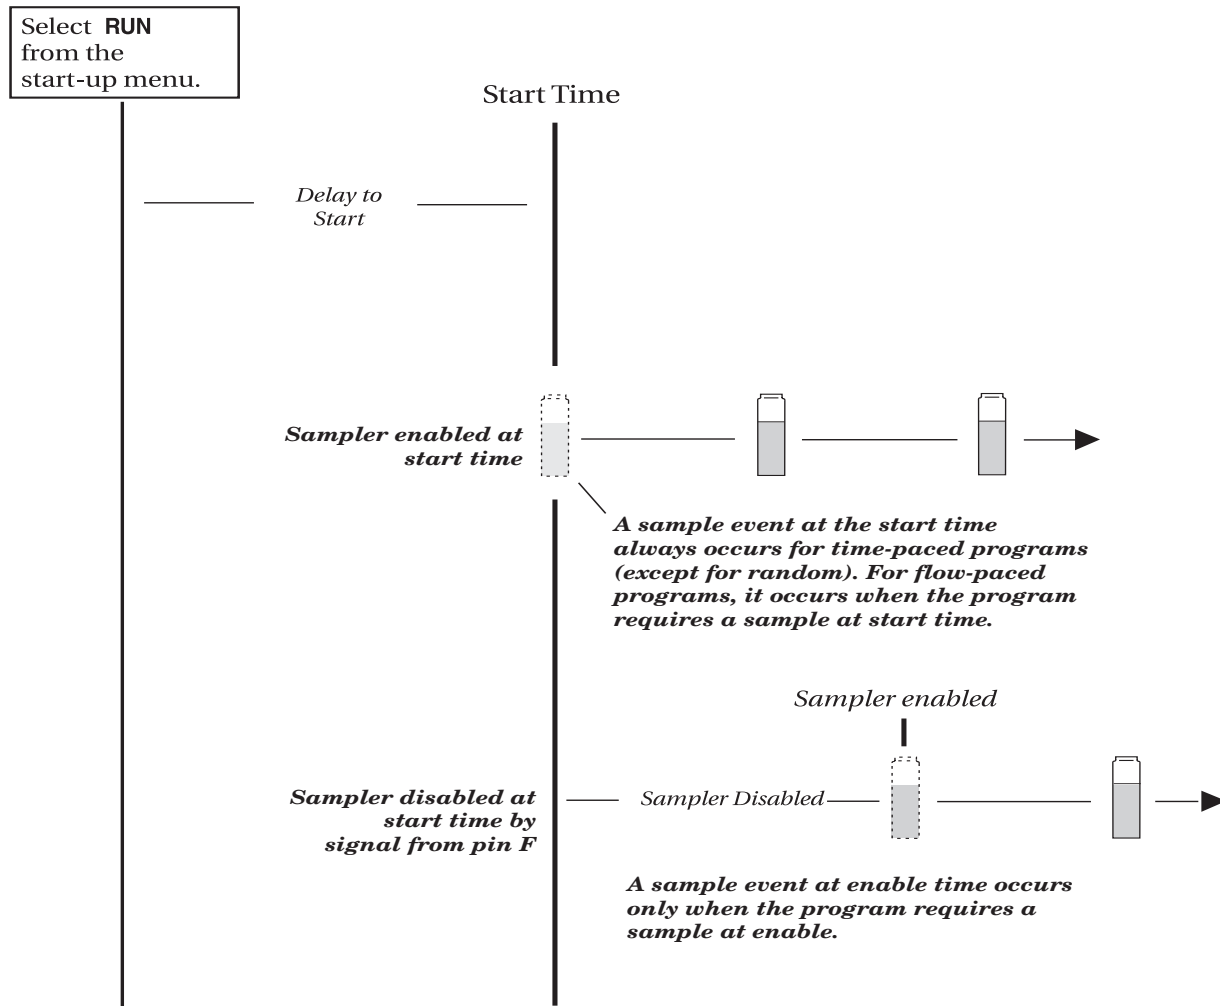 Select RUN
from the
start-up menu.
Start Time
Delay to
Start
Sampler enabled at
start time
A sample event at the start time
always occurs for time-paced programs
(except for random). For flow-paced
programs, it occurs when the program
requires a sample at start time.
Sampler enabled
Sampler disabled at
start time by
signal from pin F
Sampler Disabled
A sample event at enable time occurs
only when the program requires a
sample at enable.